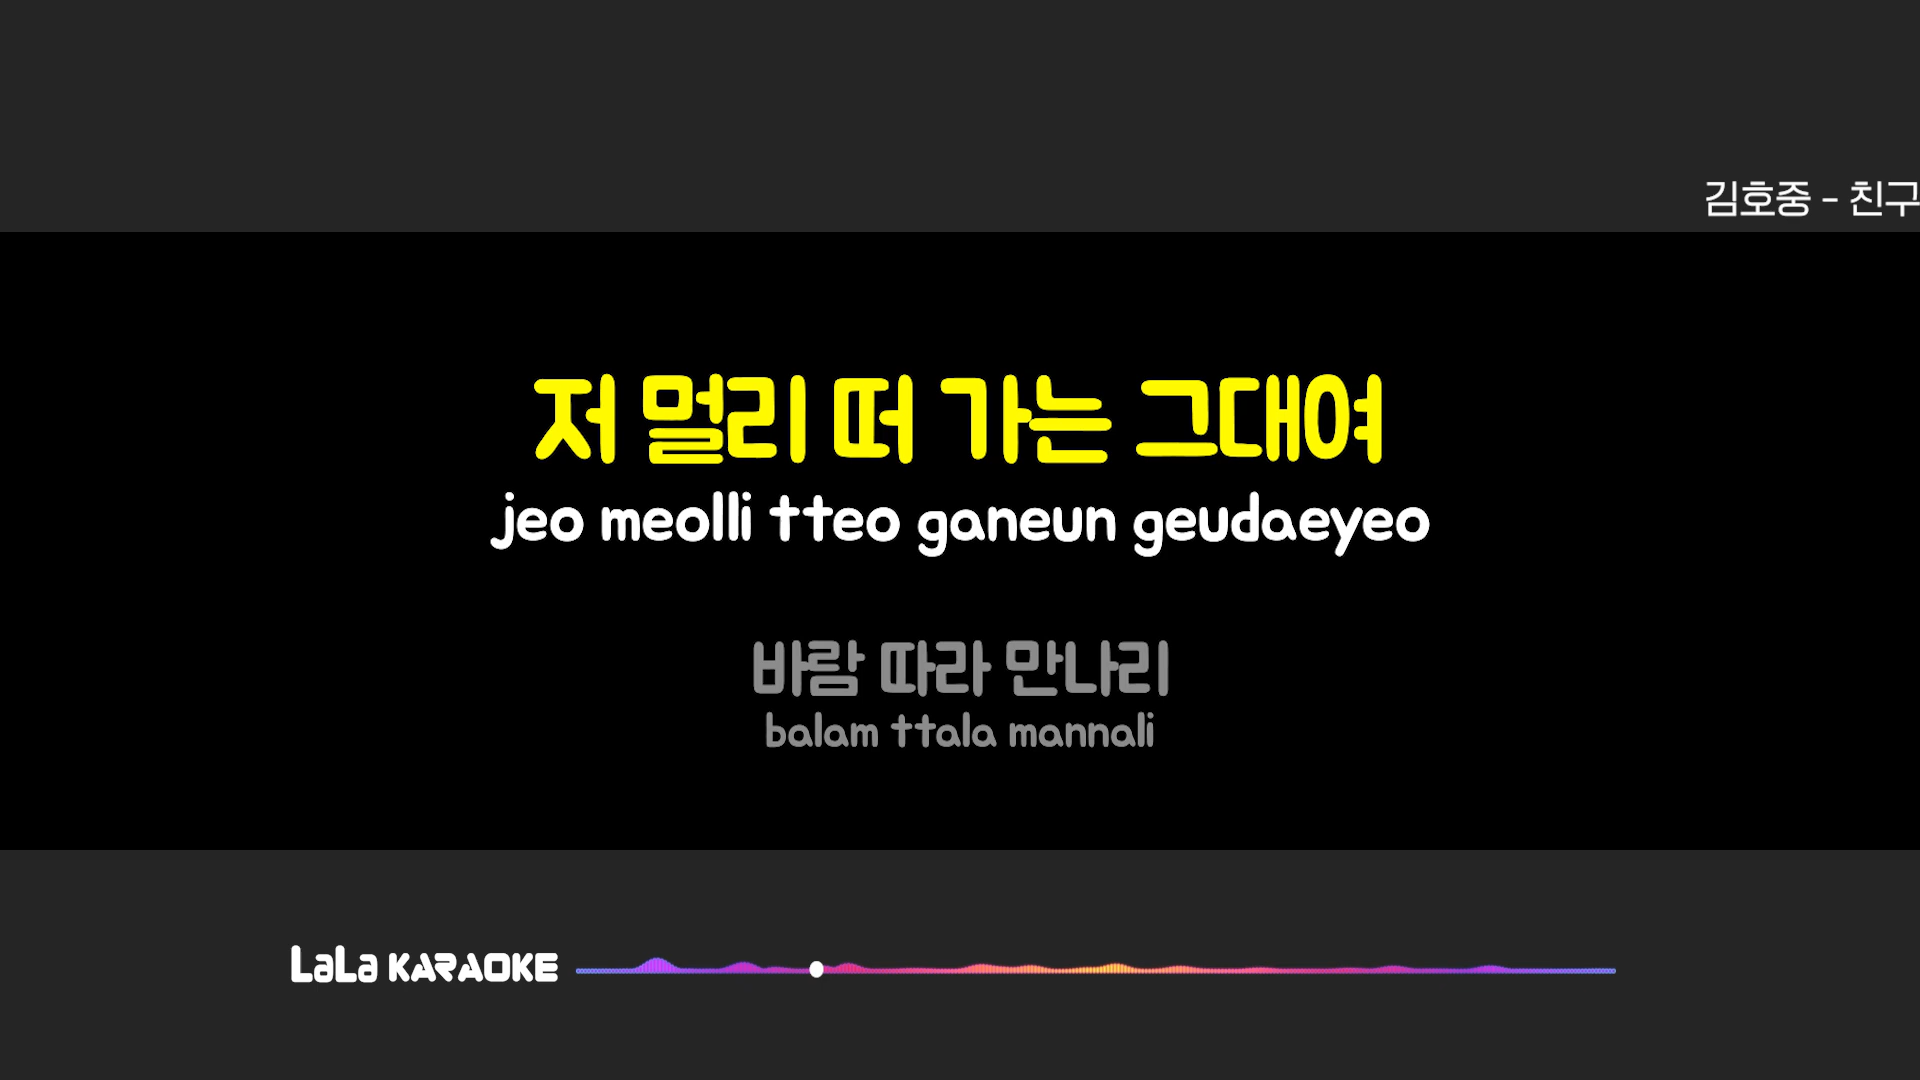 김호중 - 친구
저 멀리 떠 가는 그대여
jeo meolli tteo ganeun geudaeyeo
바람 따라 만나리
balam ttala mannali
LaLa KARAOKE